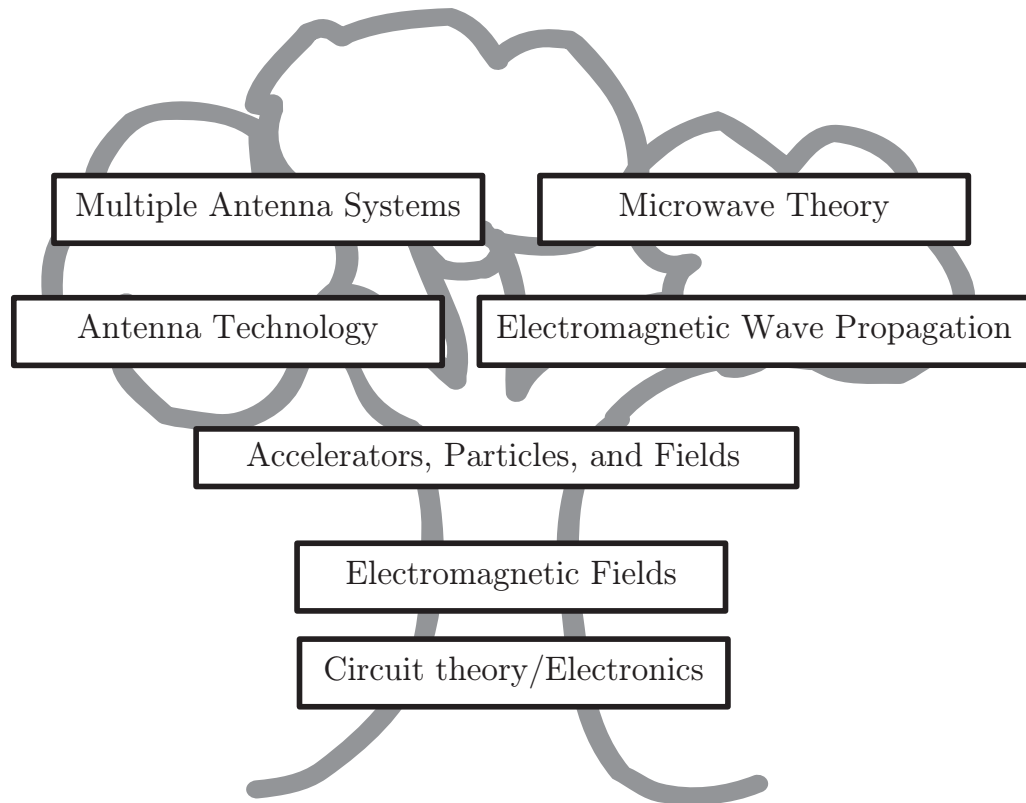 Multiple Antenna Systems
Microwave Theory
Antenna Technology
Electromagnetic Wave Propagation
Accelerators, Particles, and Fields
Electromagnetic Fields
Circuit theory/Electronics